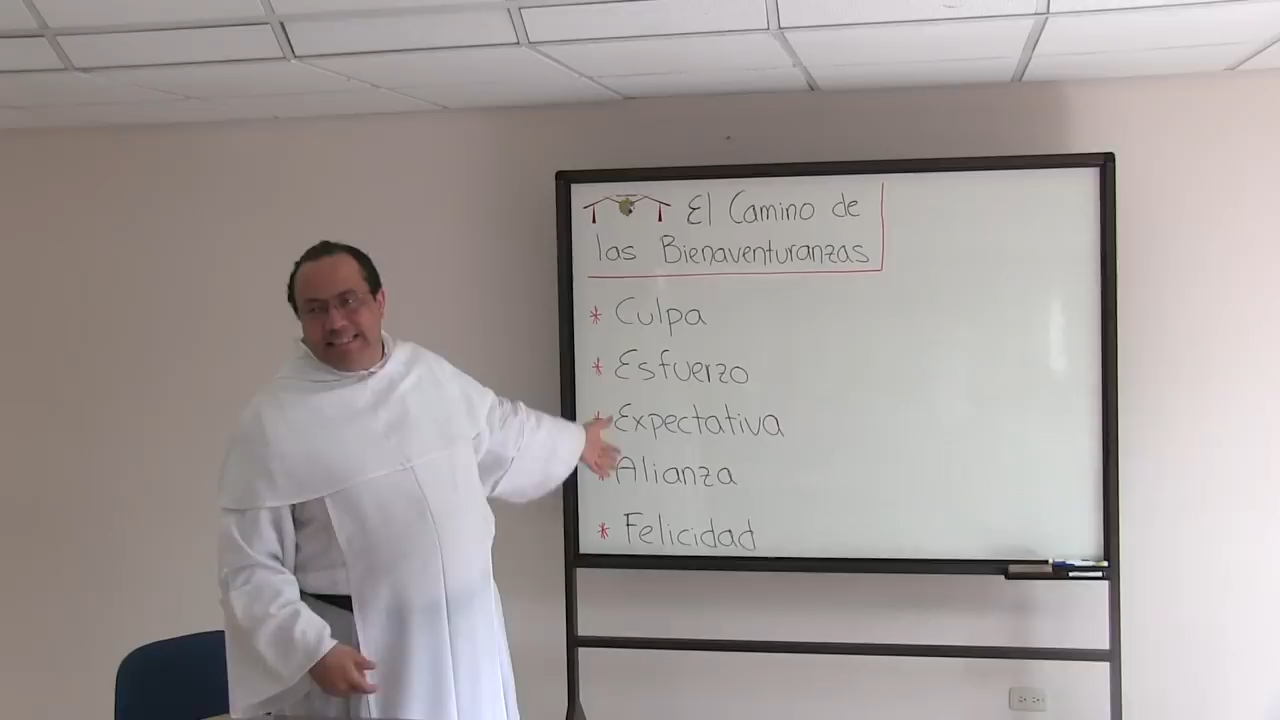 El Camino de
las Bienaventuranzas
* Culpa
* Esfuerzo
* Expectativa
* Alianza
* Felicidad